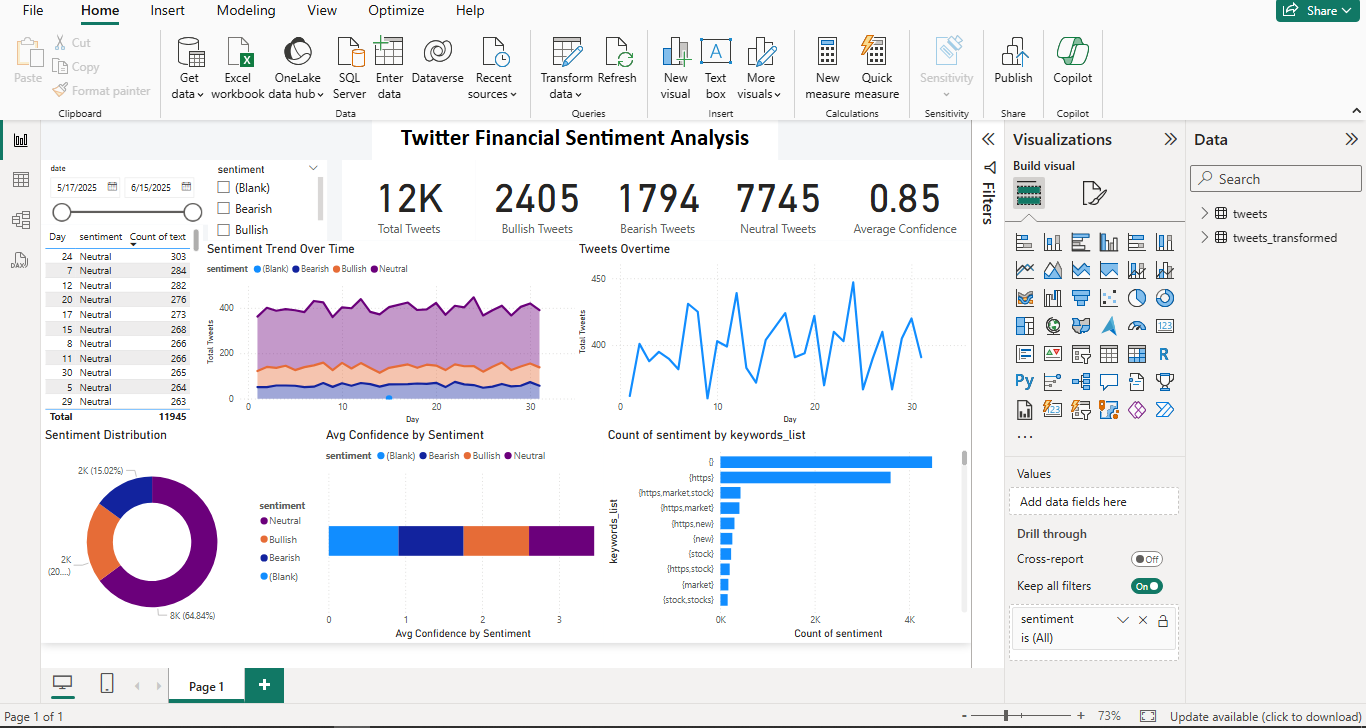 File Home Insert Modeling View Optimize Help Share
Paste
Cut
Copy
Format painter
Clipboard
Get data
Excel workbook
OneLake data hub
SQL Server
Enter data
Dataverse
Recent sources
Data
Transform data
Refresh
Queries
New visual
Text box
More visuals
Insert
New measure
Quick measure
Calculations
Sensitivity
Sensitivity
Publish
Share
Copilot
Copilot
Twitter Financial Sentiment Analysis
date
5/17/2025 6/15/2025
sentiment
(Blank)
Bearish
Bullish
12K
Total Tweets
2405
Bullish Tweets
1794
Bearish Tweets
7745
Neutral Tweets
0.85
Average Confidence
Day sentiment Count of text
24 Neutral 303
7 Neutral 284
12 Neutral 282
20 Neutral 276
17 Neutral 273
15 Neutral 268
8 Neutral 266
11 Neutral 266
30 Neutral 265
5 Neutral 264
29 Neutral 263
Total 11945
Sentiment Trend Over Time
sentiment (Blank) Bearish Bullish Neutral
Total Tweets
400
200
0
0 10 20 30
Day
Tweets Overtime
Total Tweets
450
400
0 10 20 30
Day
Sentiment Distribution
2K (15.02%)
2K
(20....)
8K (64.84%)
sentiment
Neutral
Bullish
Bearish
(Blank)
Avg Confidence by Sentiment
sentiment (Blank) Bearish Bullish Neutral
0 1 2 3
Avg Confidence by Sentiment
Count of sentiment by keywords_list
keywords_list
{}
{https}
{https,market,stock}
{https,market}
{https,new}
{new}
{stock}
{https,stock}
{market}
{stock,stocks}
0K 2K 4K
Count of sentiment
Filters
Visualizations
Build visual
123
R
Py
123
...
Values
Add data fields here
Drill through
Cross-report Off
Keep all filters On
sentiment
is (All)
Data
Search
tweets
tweets_transformed
DAX
Page 1
+
Page 1 of 1
- + 73% Update available (click to download)